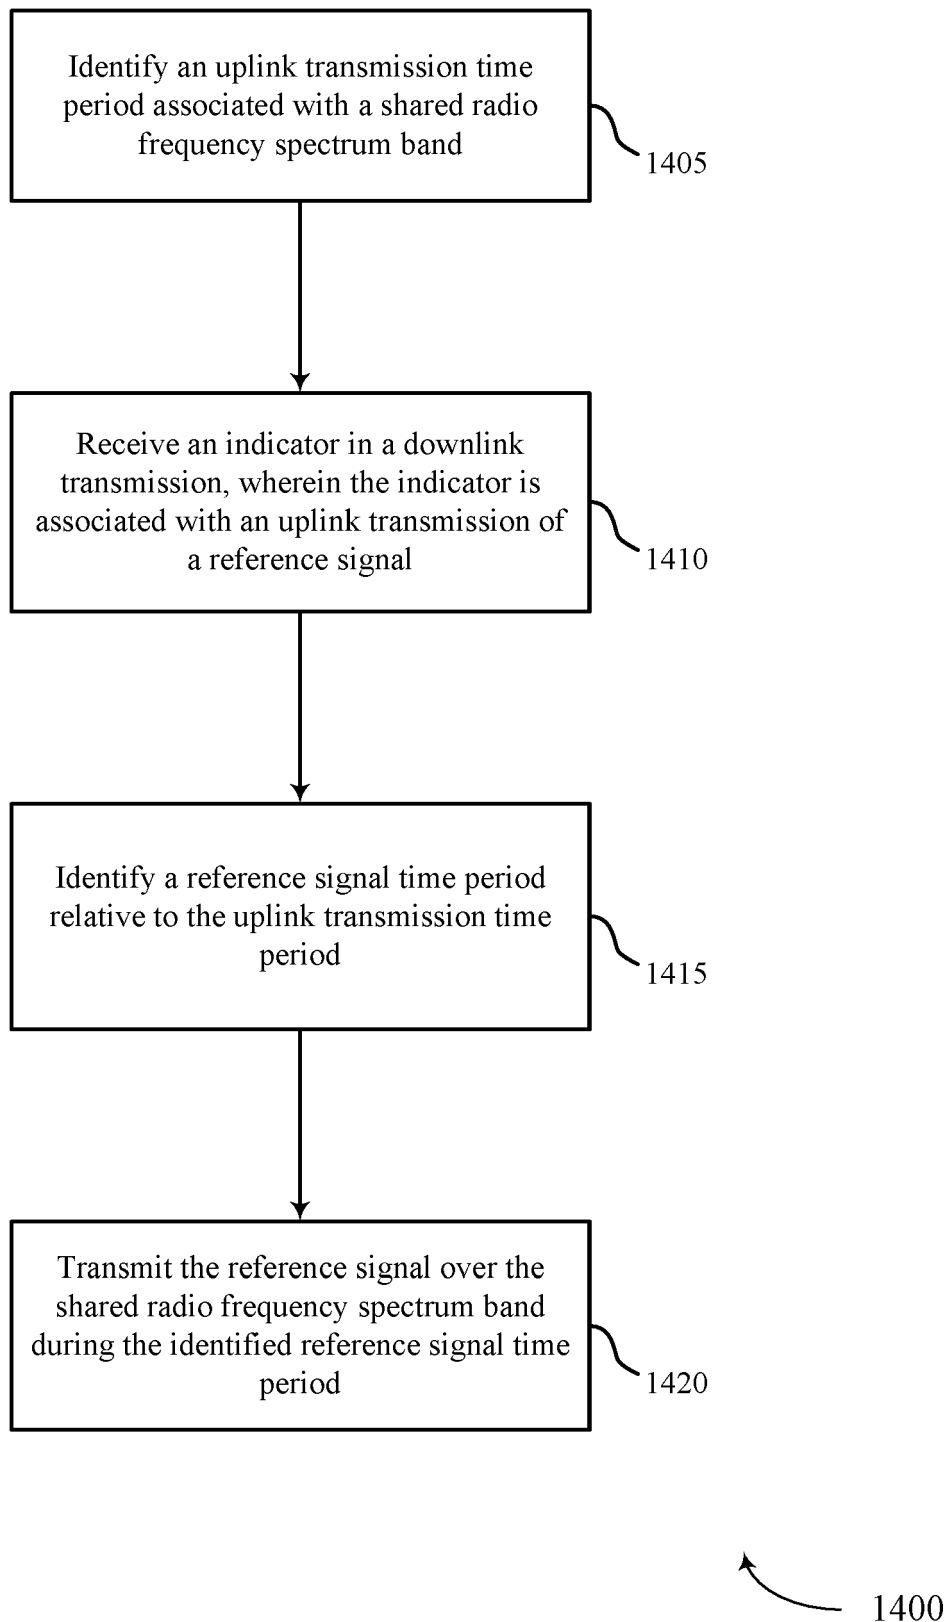 Identify an uplink transmission time
period associated with a shared radio
frequency spectrum band
1405
Receive an indicator in a downlink
transmission, wherein the indicator is
associated with an uplink transmission of
a reference signal
1410
Identify a reference signal time period
relative to the uplink transmission time
period
1415
Transmit the reference signal over the
shared radio frequency spectrum band
during the identified reference signal time
period
1420
1400